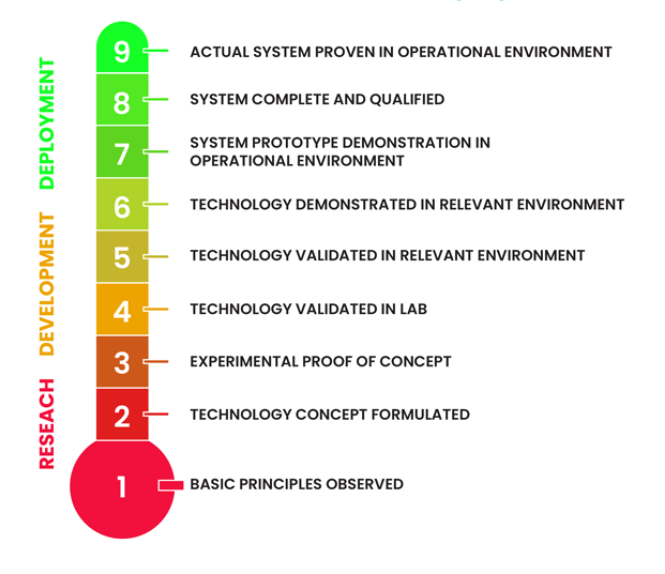 9 ACTUAL SYSTEM PROVEN IN OPERATIONAL ENVIRONMENT
8 SYSTEM COMPLETE AND QUALIFIED
7 SYSTEM PROTOTYPE DEMONSTRATION IN
OPERATIONAL ENVIRONMENT
DEPLOYMENT
6 TECHNOLOGY DEMONSTRATED IN RELEVANT ENVIRONMENT
5 TECHNOLOGY VALIDATED IN RELEVANT ENVIRONMENT
4 TECHNOLOGY VALIDATED IN LAB
DEVELOPMENT
3 EXPERIMENTAL PROOF OF CONCEPT
2 TECHNOLOGY CONCEPT FORMULATED
1 BASIC PRINCIPLES OBSERVED
RESEACH